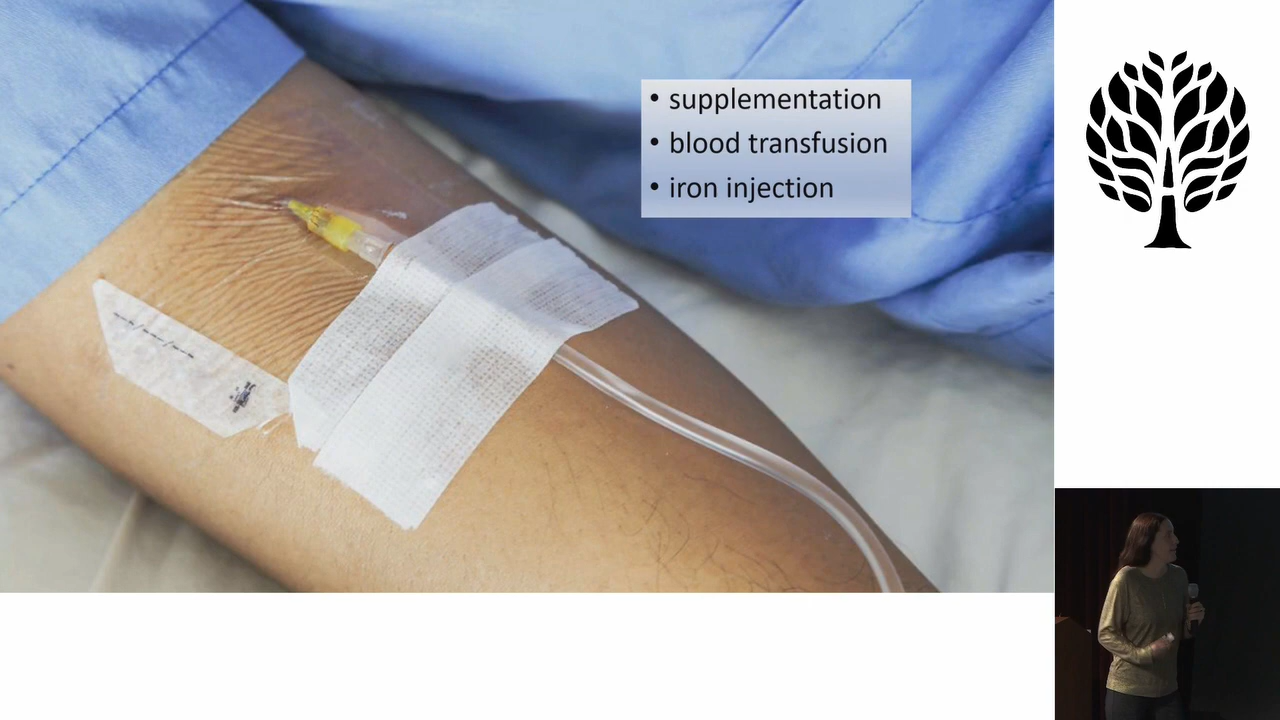 • supplementation
• blood transfusion
• iron injection